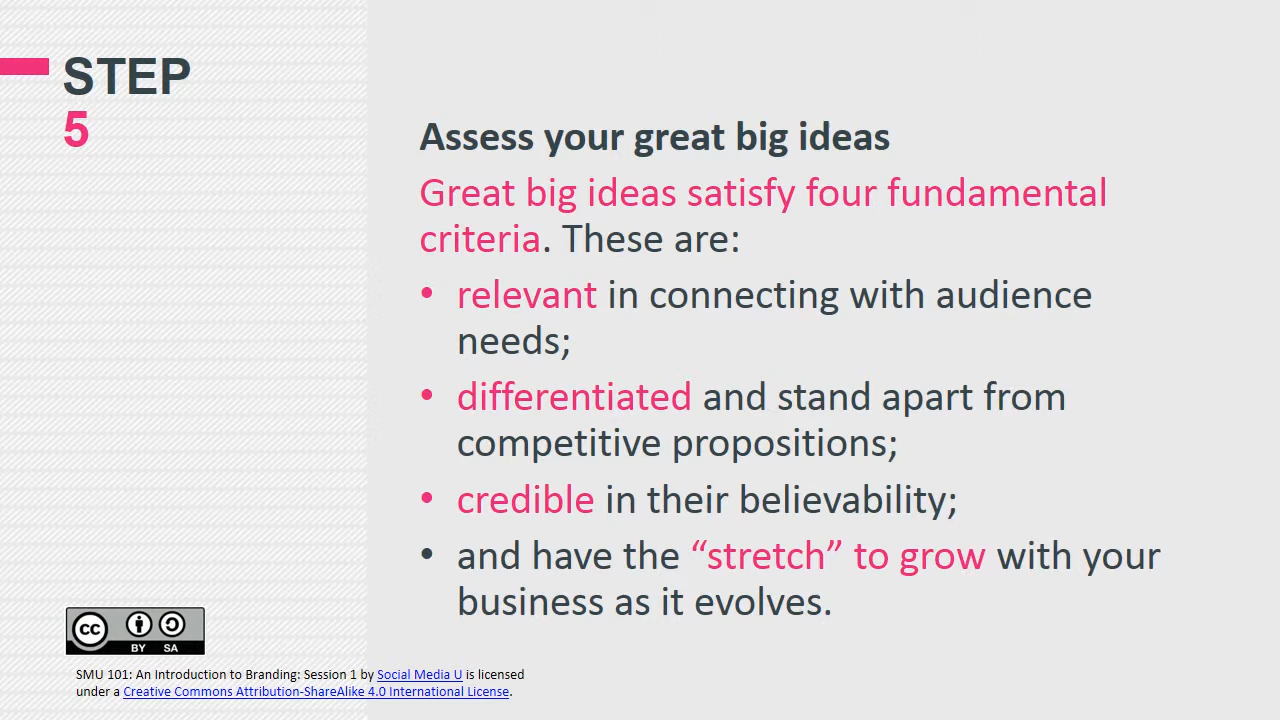 STEP
5
Assess your great big ideas
Great big ideas satisfy four fundamental
criteria. These are:
• relevant in connecting with audience
needs;
• differentiated and stand apart from
competitive propositions;
• credible in their believability;
• and have the “stretch” to grow with your
business as it evolves.
cc
BY SA
SMU 101: An Introduction to Branding: Session 1 by Social Media U is licensed
under a Creative Commons Attribution-ShareAlike 4.0 International License.